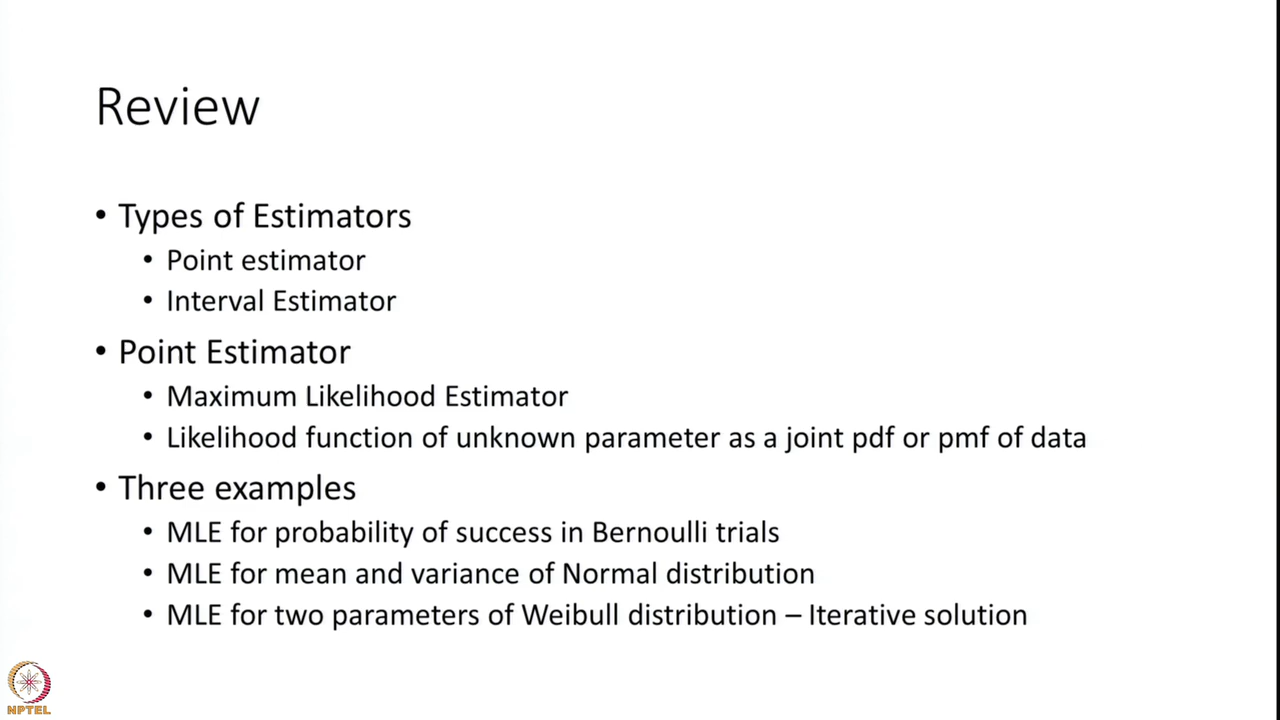 Review
• Types of Estimators
• Point estimator
• Interval Estimator
• Point Estimator
• Maximum Likelihood Estimator
• Likelihood function of unknown parameter as a joint pdf or pmf of data
• Three examples
• MLE for probability of success in Bernoulli trials
• MLE for mean and variance of Normal distribution
• MLE for two parameters of Weibull distribution – Iterative solution
NPTEL